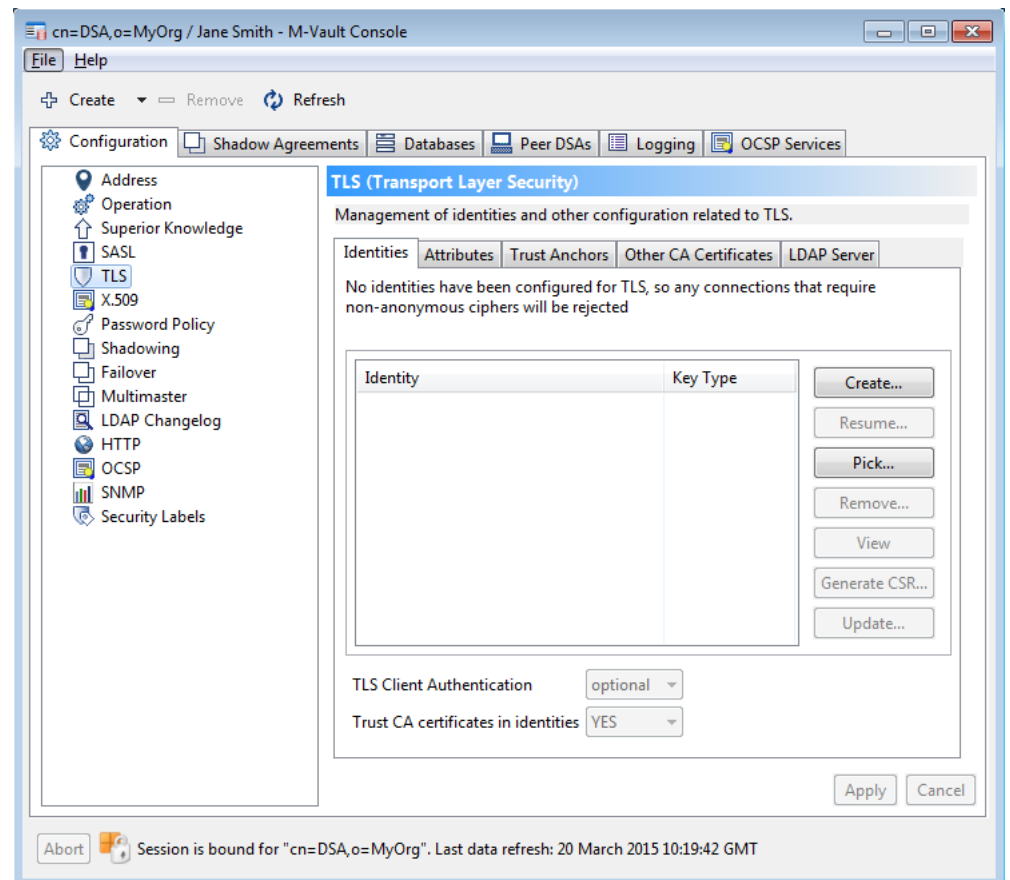 cn=DSA,o=MyOrg / Jane Smith - M-Vault Console
File Help
Create Remove Refresh
Configuration Shadow Agreements Databases Peer DSAs Logging OCSP Services
Address
Operation
Superior Knowledge
SASL
TLS
X.509
Password Policy
Shadowing
Failover
Multimaster
LDAP Changelog
HTTP
OCSP
SNMP
Security Labels
TLS (Transport Layer Security)
Management of identities and other configuration related to TLS.
Identities Attributes Trust Anchors Other CA Certificates LDAP Server
No identities have been configured for TLS, so any connections that require
non-anonymous ciphers will be rejected
Identity Key Type
Create...
Resume...
Pick...
Remove...
View
Generate CSR...
Update...
TLS Client Authentication optional
Trust CA certificates in identities YES
Apply Cancel
Abort Session is bound for "cn=DSA,o=MyOrg". Last data refresh: 20 March 2015 10:19:42 GMT